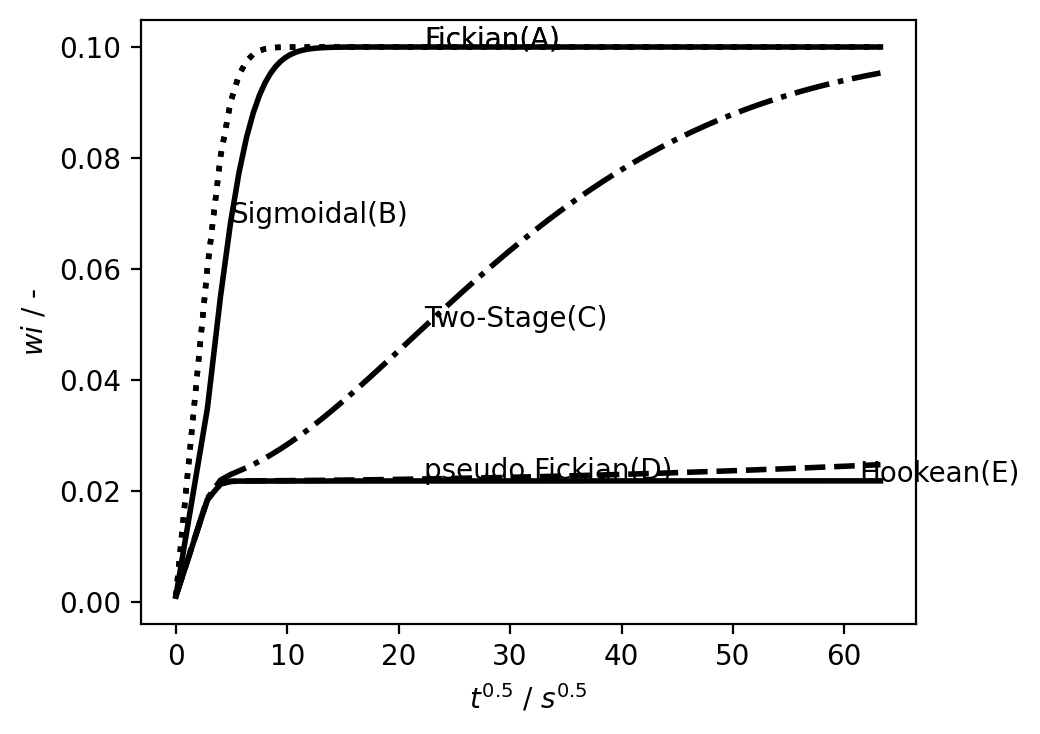 Fickian(A)
0.10
0.08
Sigmoidal(B)
0.06
Two-Stage(C)
0.04
pseudo Fickian(D)
Hookean(E)
0.02
0.00
wi / -
0 10 20 30 40 50 60
t^0.5 / s^0.5